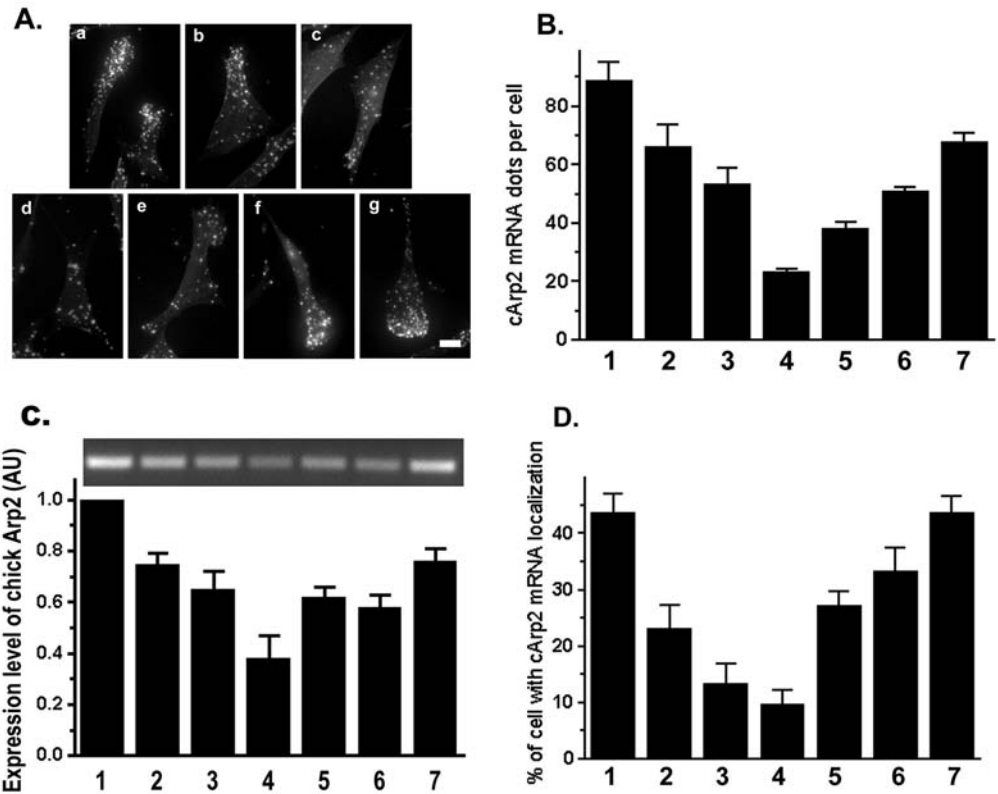 A.
a
b
c
d
e
f
g
B.
cArp2 mRNA dots per cell
80
60
40
20
0
1 2 3 4 5 6 7
C.
Expression level of chick Arp2 (AU)
1.0
0.8
0.6
0.4
0.2
0.0
1 2 3 4 5 6 7
D.
% of cell with cArp2 mRNA localization
40
30
20
10
0
1 2 3 4 5 6 7